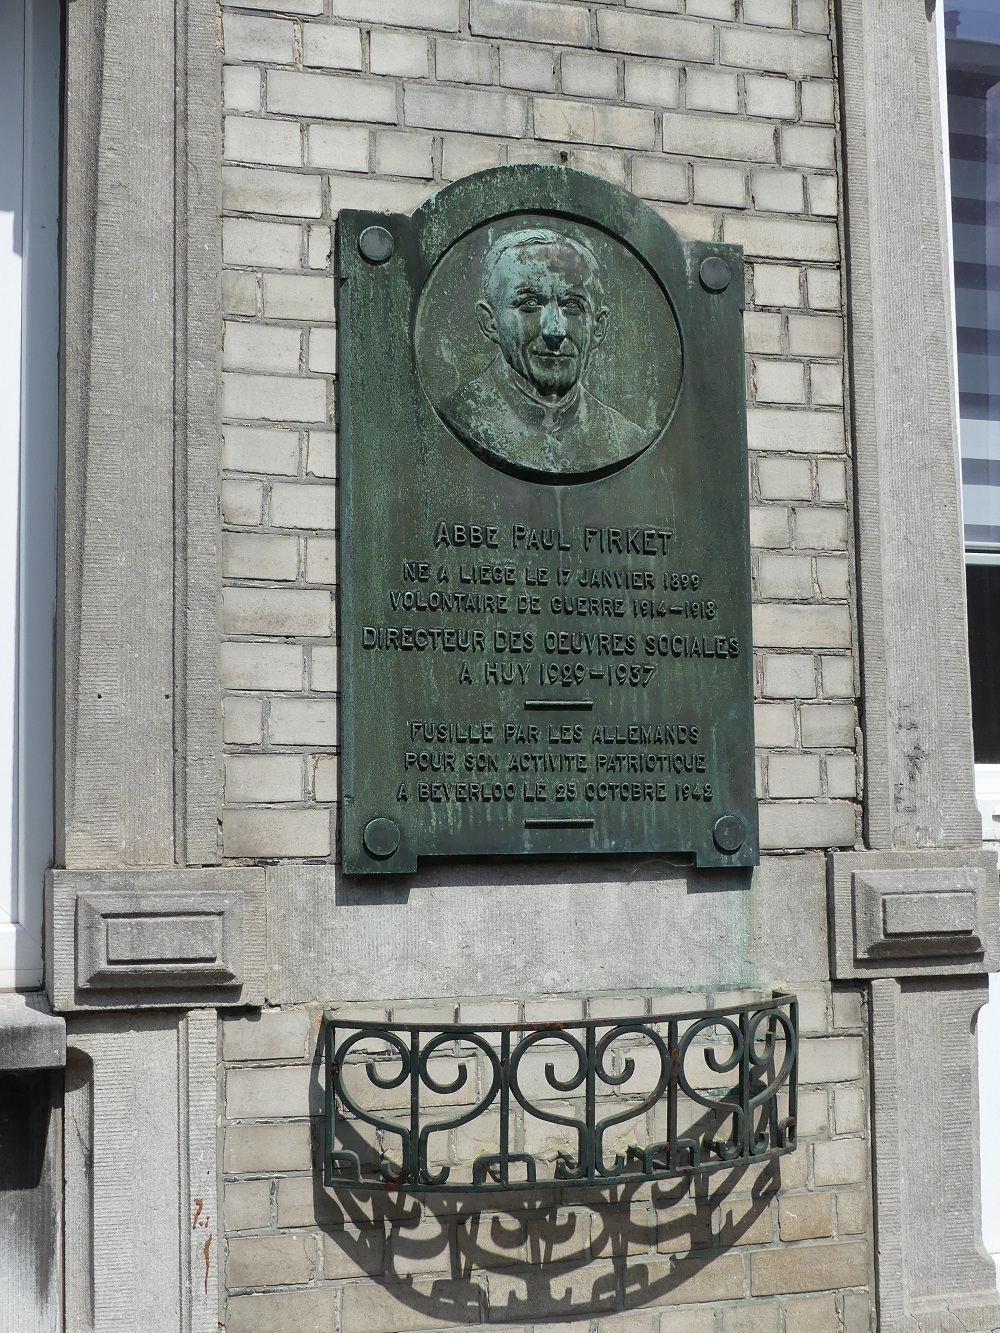 ABBE PAUL FIRKET
NE A LIEGE LE 17 JANVIER 1899
VOLONTAIRE DE GUERRE 1914-1918
DIRECTEUR DES OEUVRES SOCIALES
A HUY 1929-1937
FUSILLE PAR LES ALLEMANDS
POUR SON ACTIVITE PATRIOTIQUE
A BEVERLOO LE 25 OCTOBRE 1942